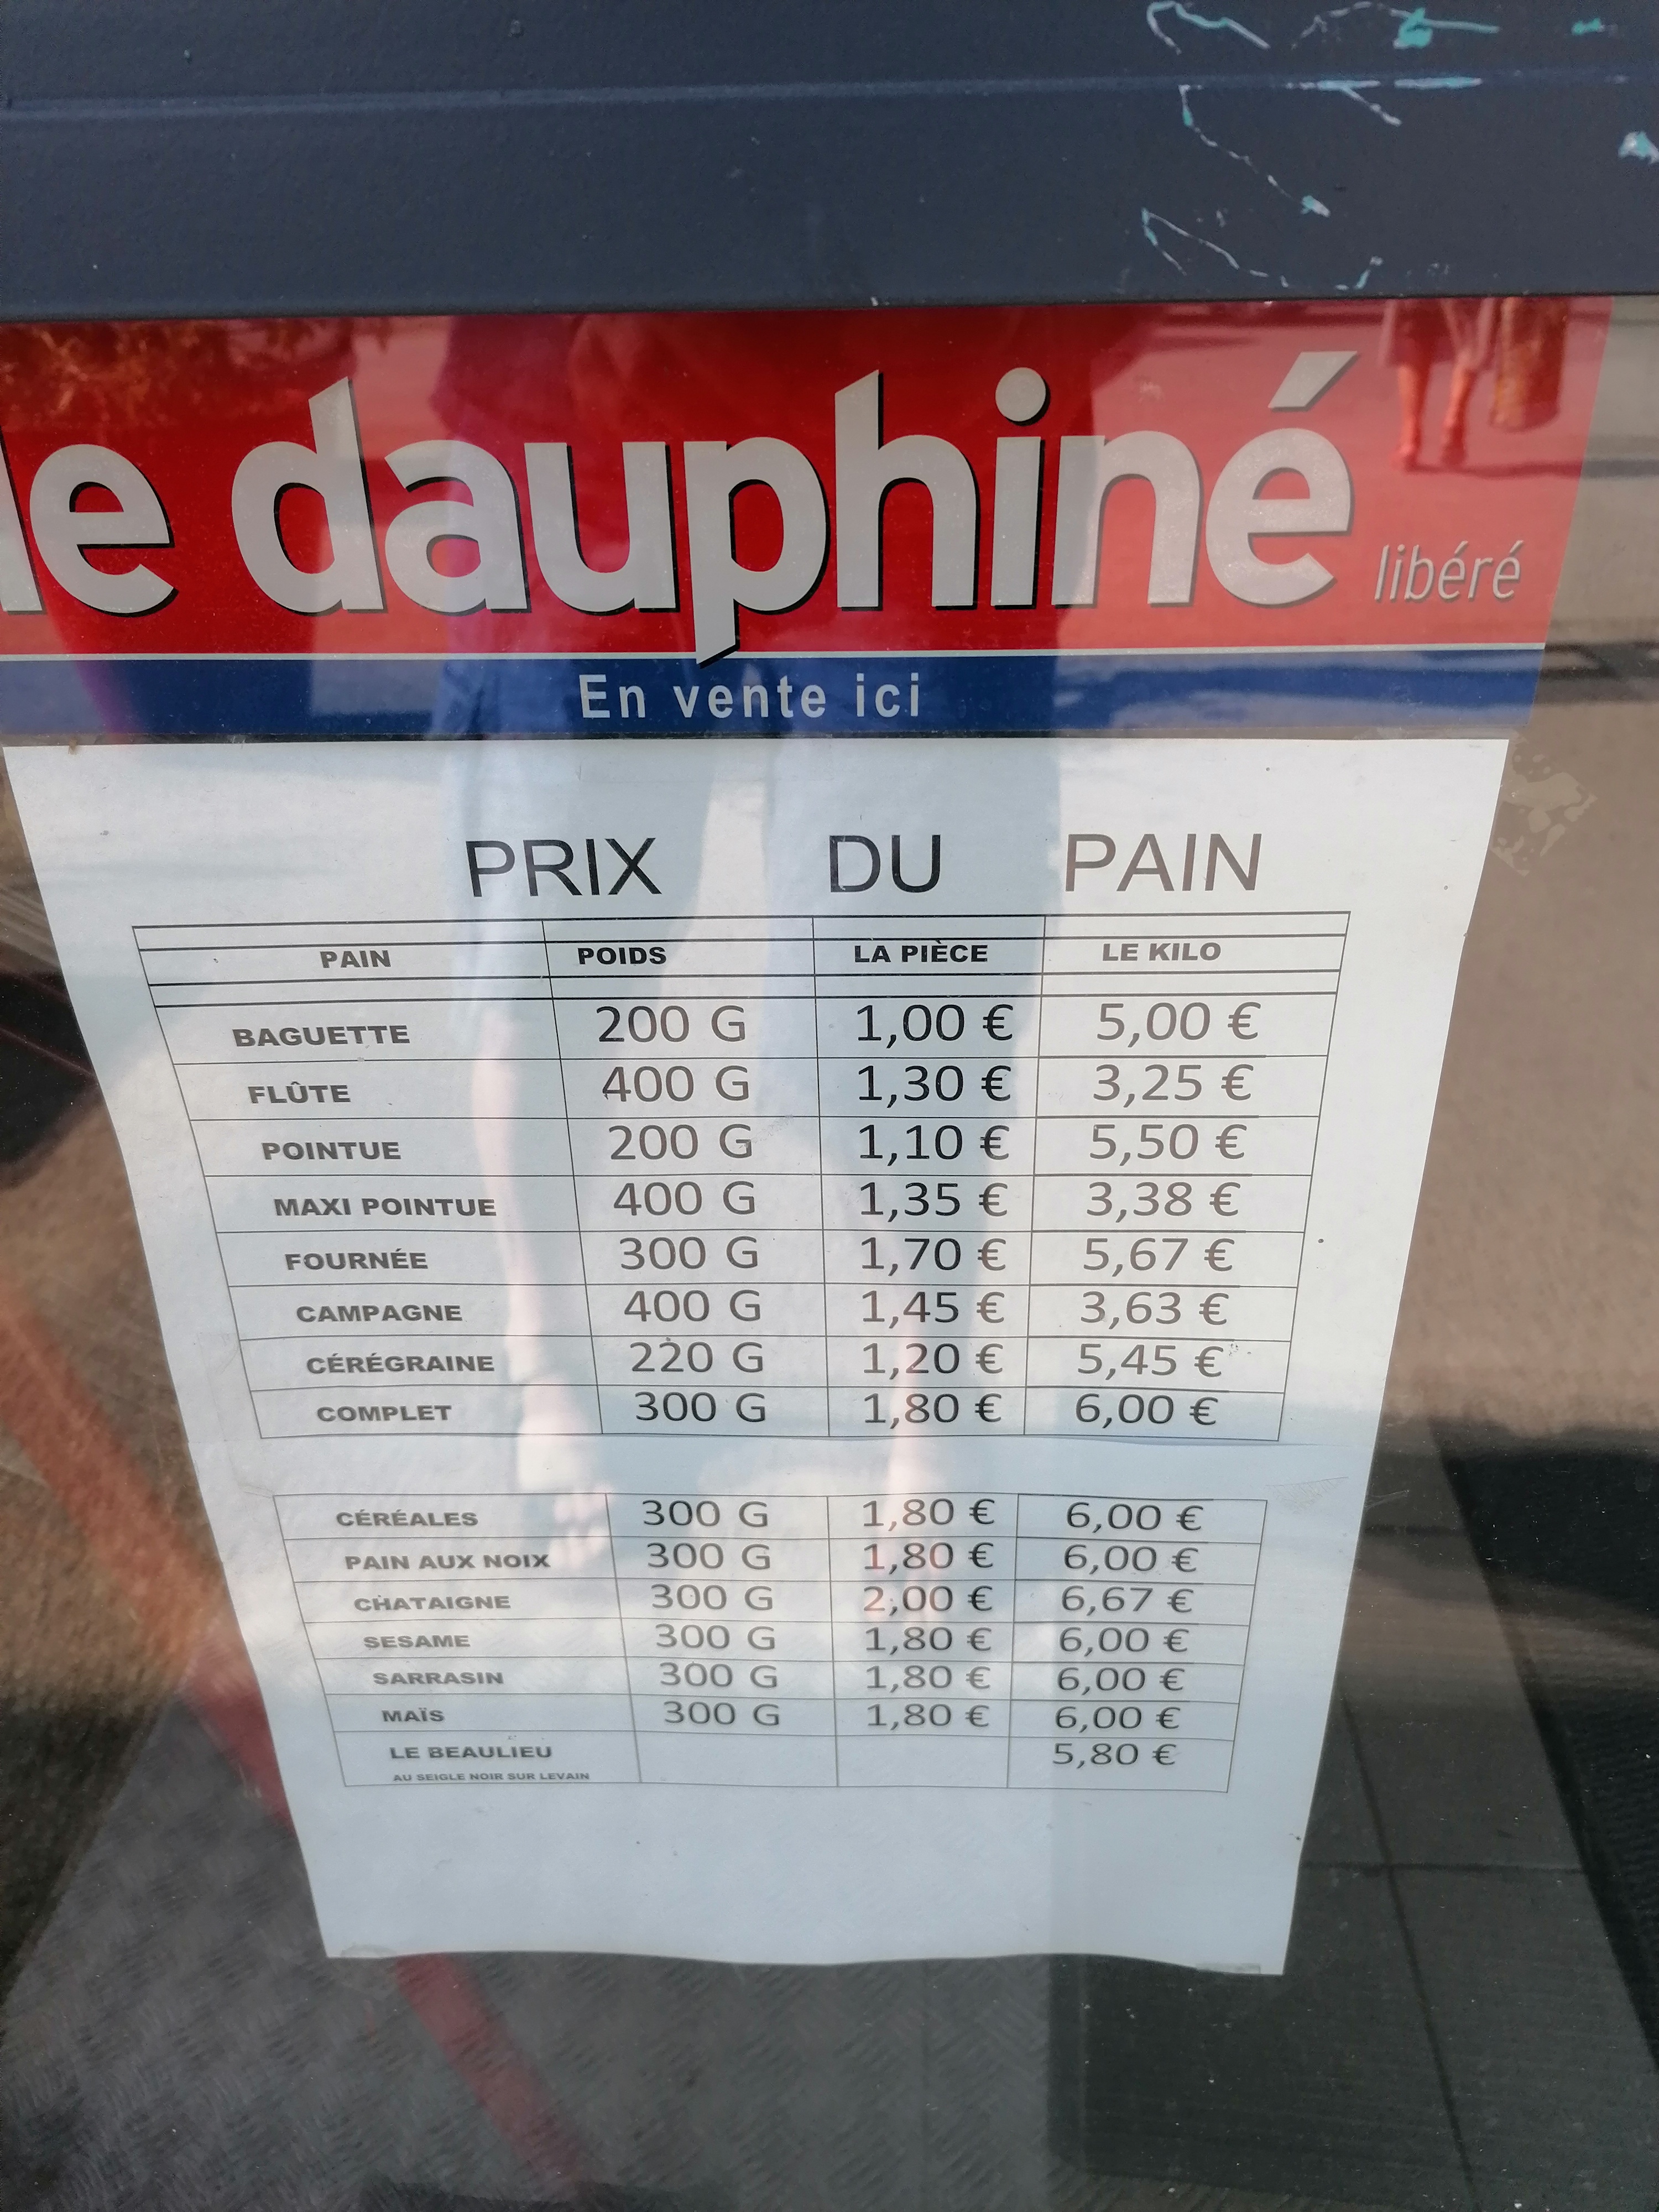 le dauphiné libéré
En vente ici
PRIX DU PAIN
PAIN POIDS LA PIÈCE LE KILO
BAGUETTE 200 G 1,00 € 5,00 €
FLÛTE 400 G 1,30 € 3,25 €
POINTUE 200 G 1,10 € 5,50 €
MAXI POINTUE 400 G 1,35 € 3,38 €
FOURNÉE 300 G 1,70 € 5,67 €
CAMPAGNE 400 G 1,45 € 3,63 €
CÉRÉGRAINE 220 G 1,20 € 5,45 €
COMPLET 300 G 1,80 € 6,00 €
CÉRÉALES 300 G 1,80 € 6,00 €
PAIN AUX NOIX 300 G 1,80 € 6,00 €
CHATAIGNE 300 G 2,00 € 6,67 €
SESAME 300 G 1,80 € 6,00 €
SARRASIN 300 G 1,80 € 6,00 €
MAÏS 300 G 1,80 € 6,00 €
LE BEAULIEU 5,80 €
AU SEIGLE NOIR SUR LEVAIN